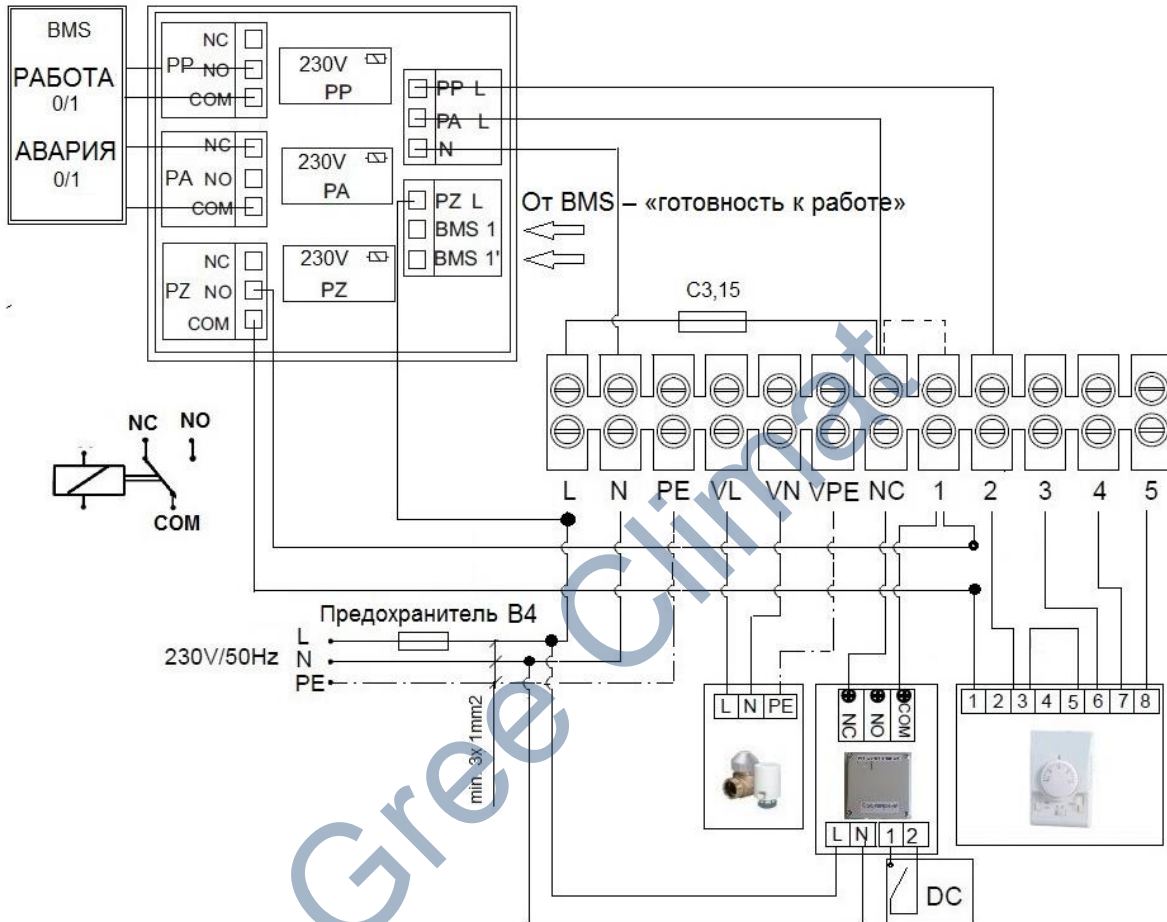 BMS
РАБОТА
0/1
АВАРИЯ
0/1
NC
PP NO
COM
230V
PP
NC
PA NO
COM
230V
PA
NC
PZ NO
COM
230V
PZ
PP L
PA L
N
PZ L
BMS 1
BMS 1'
От BMS – «готовность к работе»
C3,15
NC NO
COM
L N PE VL VN VPE NC 1 2 3 4 5
Предохранитель B4
230V/50Hz
L
N
PE
min. 3x 1mm2
L N PE
NC NO COM
L N 1 2
DC
1 2 3 4 5 6 7 8
Gree Climat